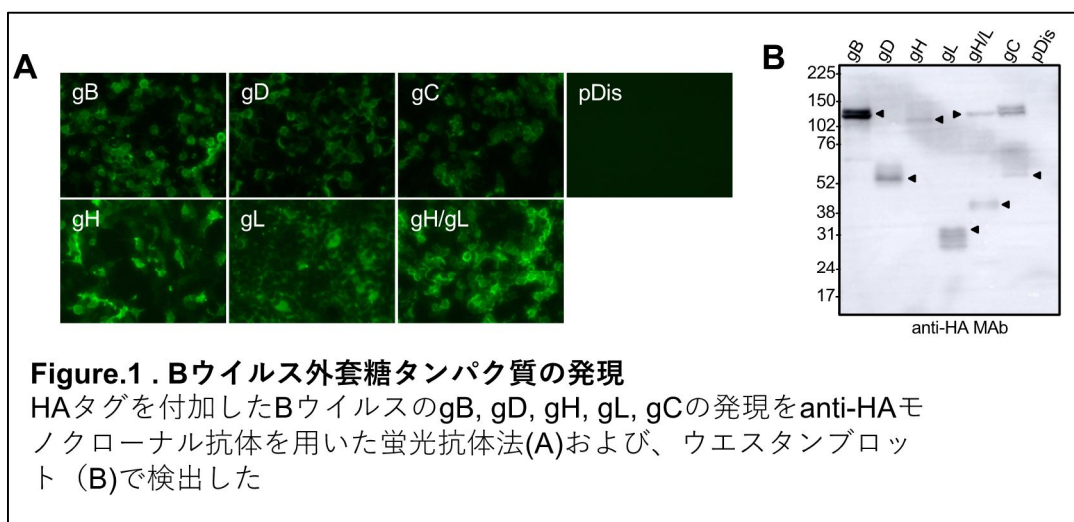 A
gB
gD
gC
pDis
gH
gL
gH/gL
B
gB
gD
gH
gL
gH/L
gC
pDis
225
150
102
76
52
38
31
24
17
anti-HA MAb
Figure.1 . Bウイルス外套糖タンパク質の発現
HAタグを付加したBウイルスのgB, gD, gH, gL, gCの発現をanti-HAモ
ノクローナル抗体を用いた蛍光抗体法(A)および、ウエスタンブロッ
ト（B)で検出した